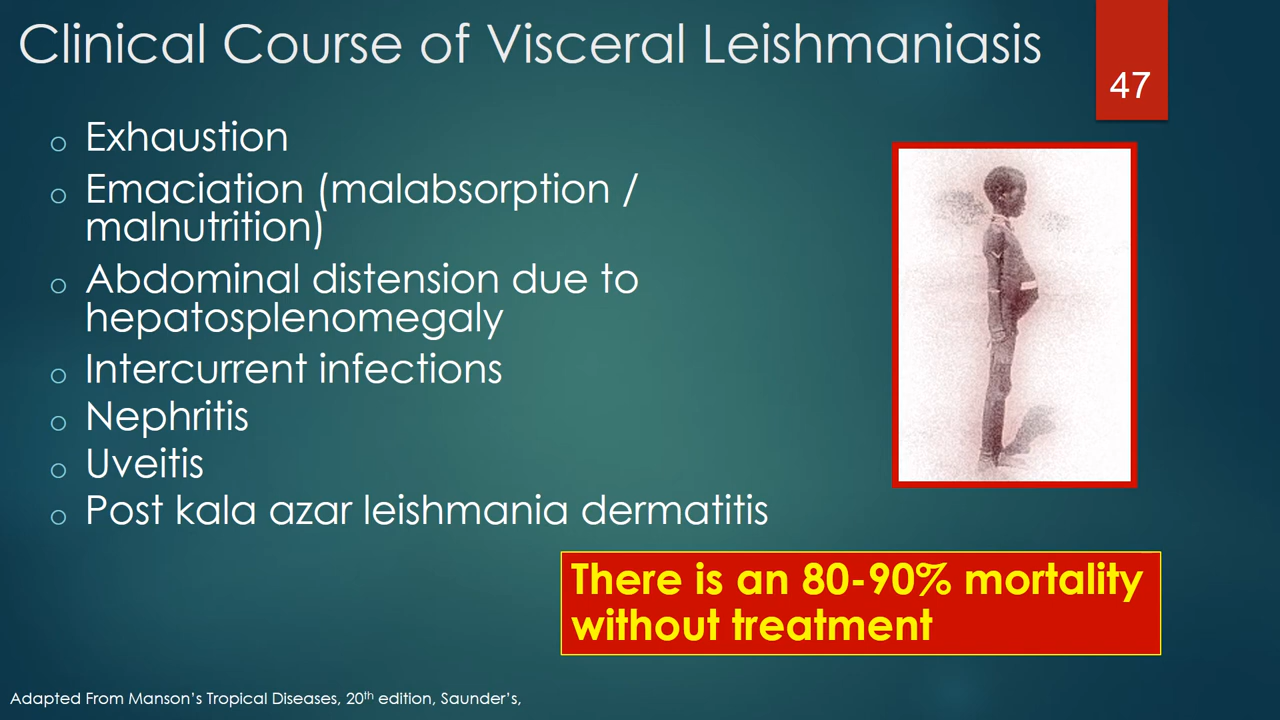 Clinical Course of Visceral Leishmaniasis
47
o Exhaustion
o Emaciation (malabsorption /
malnutrition)
o Abdominal distension due to
hepatosplenomegaly
o Intercurrent infections
o Nephritis
o Uveitis
o Post kala azar leishmania dermatitis
There is an 80-90% mortality
without treatment
Adapted From Manson’s Tropical Diseases, 20th edition, Saunder’s,